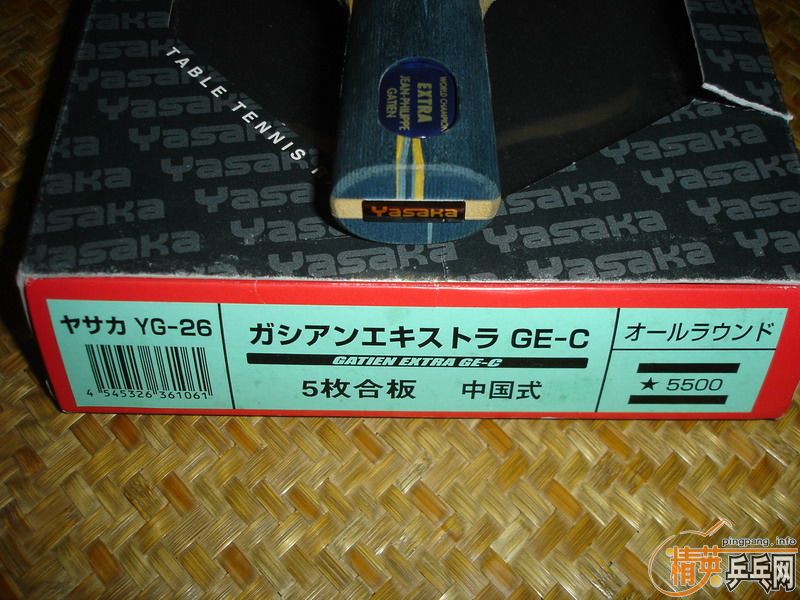 TABLE TENNIS
Yasaka
WORLD CHAMPION
EXTRA
JEAN-PHILIPPE
GATIEN
Yasaka
ヤサカ YG-26
4 545326 361061
ガシアンエキストラ GE-C
GATIEN EXTRA GE-C
5枚合板 中国式
オールラウンド
★ 5500
pingpang.info
精英乒乓网